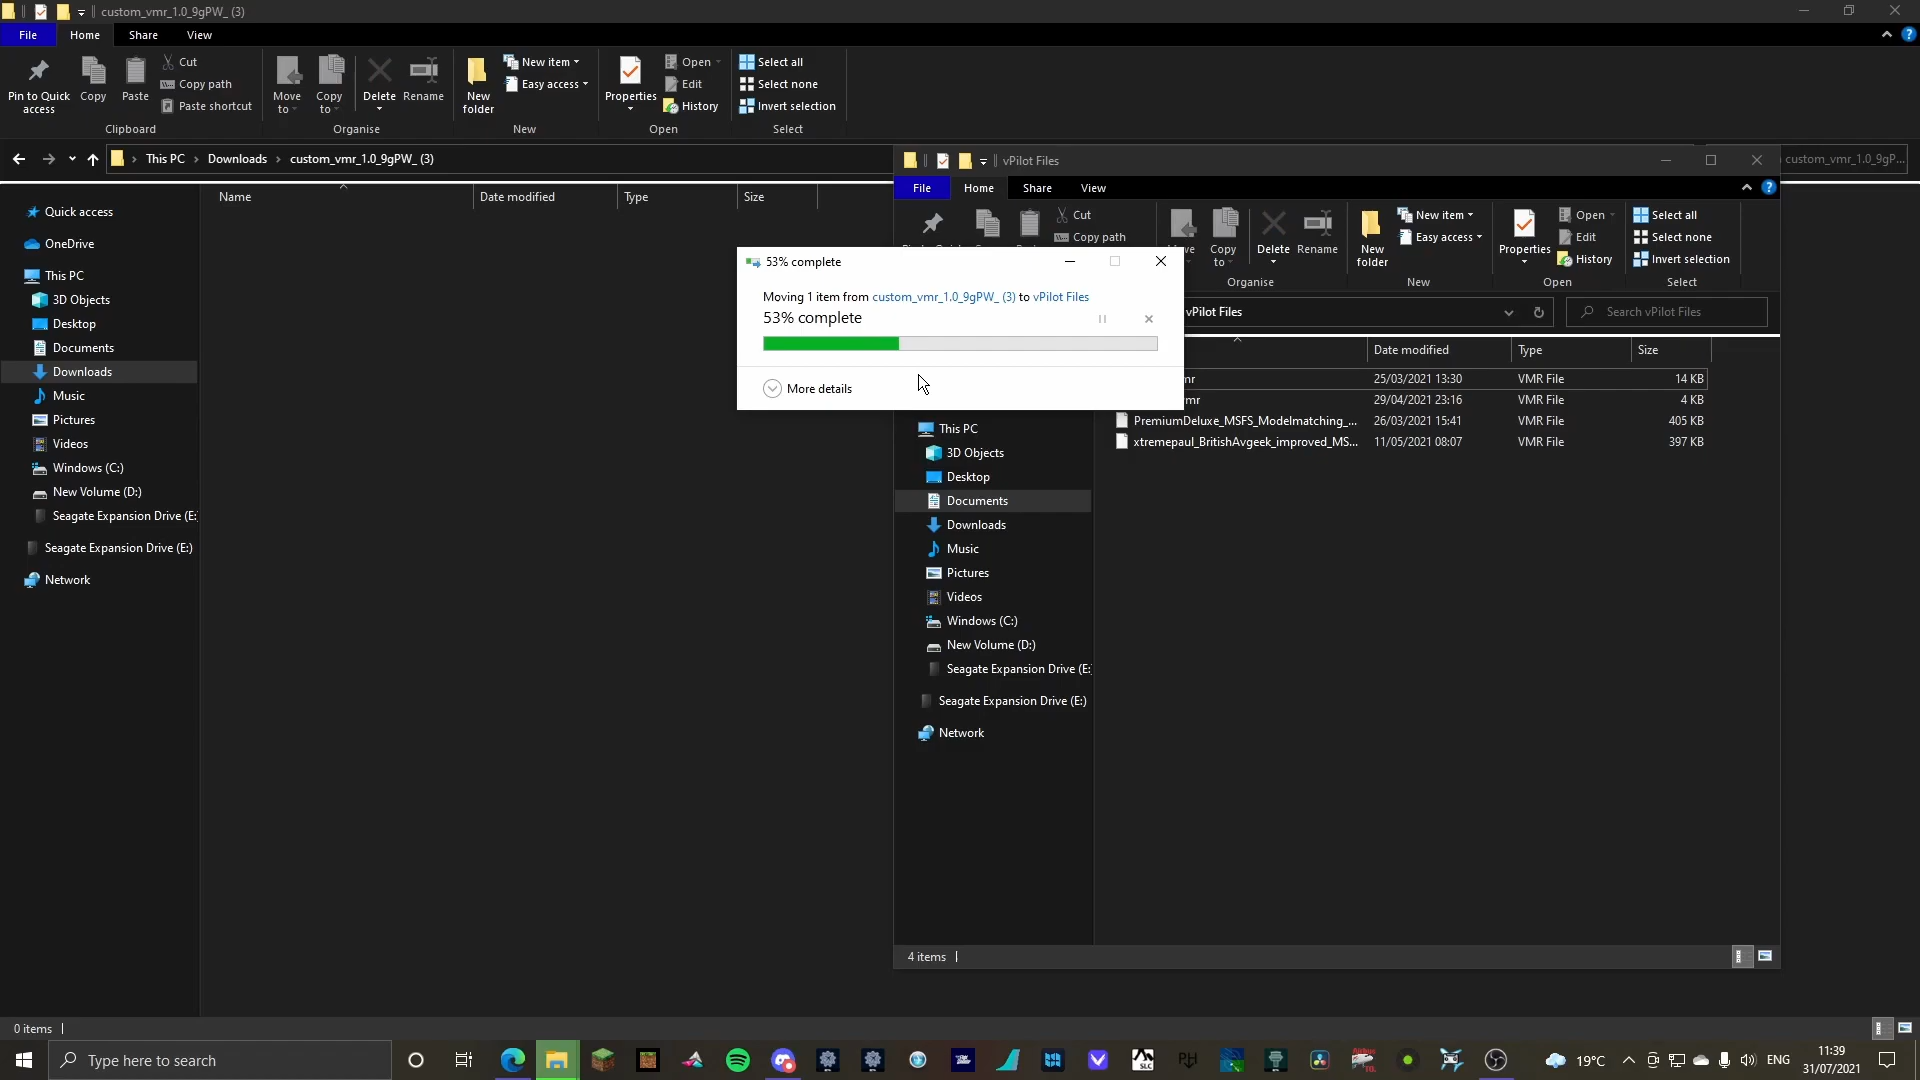 custom_vmr_1.0_9gPW_ (3)
File
Home
Share
View
Pin to Quick access
Copy
Paste
Cut
Copy path
Paste shortcut
Clipboard
Move to
Copy to
Delete
Rename
Organise
New folder
New item
Easy access
New
Properties
Open
Edit
History
Open
Select all
Select none
Invert selection
Select
This PC
Downloads
custom_vmr_1.0_9gPW_ (3)
custom_vmr_1.0_9gP...
Name
Date modified
Type
Size
Quick access
OneDrive
This PC
3D Objects
Desktop
Documents
Downloads
Music
Pictures
Videos
Windows (C:)
New Volume (D:)
Seagate Expansion Drive (E:
Seagate Expansion Drive (E:)
Network
0 items
vPilot Files
File
Home
Share
View
Cut
Copy path
Copy to
Delete
Rename
Organise
New folder
New item
Easy access
New
Properties
Open
Edit
History
Open
Select all
Select none
Invert selection
Select
vPilot Files
Search vPilot Files
Date modified
Type
Size
mr
25/03/2021 13:30
VMR File
14 KB
mr
29/04/2021 23:16
VMR File
4 KB
PremiumDeluxe_MSFS_Modelmatching_...
26/03/2021 15:41
VMR File
405 KB
xtremepaul_BritishAvgeek_improved_MS...
11/05/2021 08:07
VMR File
397 KB
This PC
3D Objects
Desktop
Documents
Downloads
Music
Pictures
Videos
Windows (C:)
New Volume (D:)
Seagate Expansion Drive (E:
Seagate Expansion Drive (E:)
Network
4 items
53% complete
Moving 1 item from custom_vmr_1.0_9gPW_ (3) to vPilot Files
53% complete
More details
Type here to search
SLC
19°C
ENG
11:39
31/07/2021